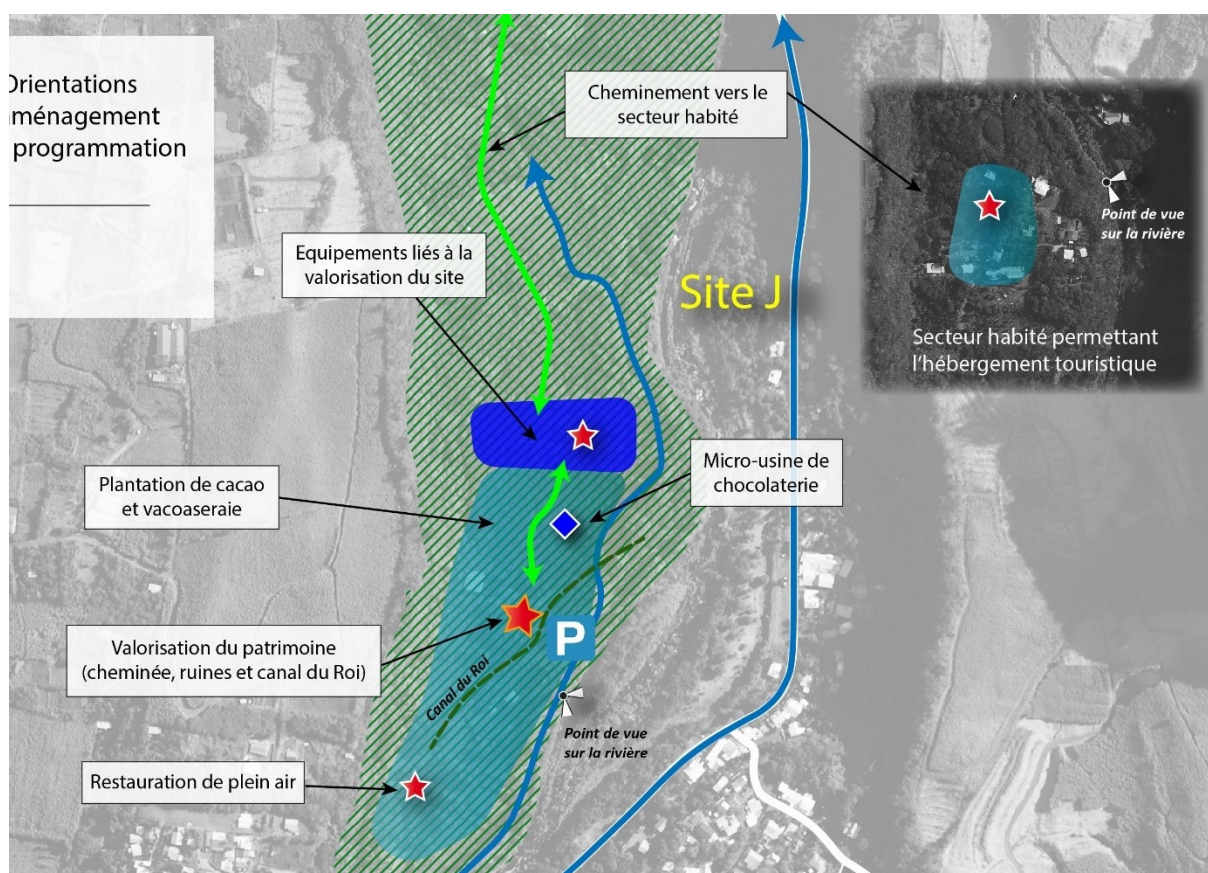 Orientations
aménagement
programmation
Cheminement vers le
secteur habité
Equipements liés à la
valorisation du site
Site J
Point de vue
sur la rivière
Secteur habité permettant
l'hébergement touristique
Plantation de cacao
et vacoaseraie
Micro-usine de
chocolaterie
Valorisation du patrimoine
(cheminée, ruines et canal du Roi)
P
Canal du Roi
Point de vue
sur la rivière
Restauration de plein air